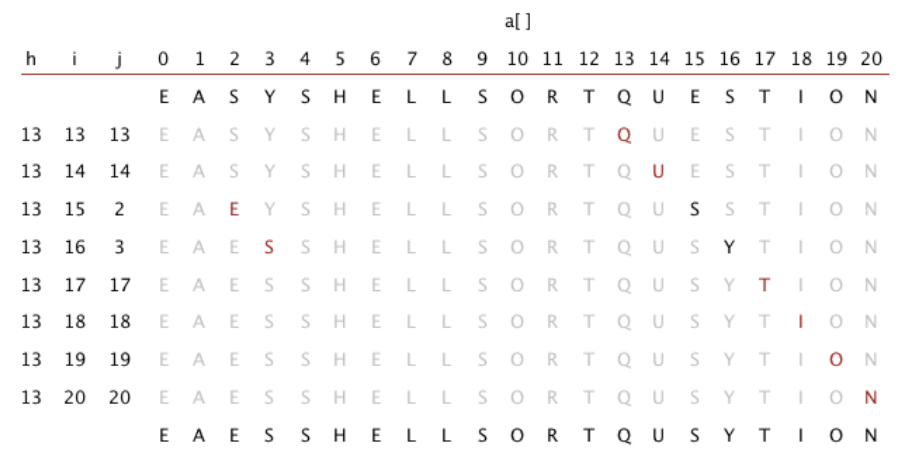 a[ ]
h i j 0 1 2 3 4 5 6 7 8 9 10 11 12 13 14 15 16 17 18 19 20
E A S Y S H E L L S O R T Q U E S T I O N
13 13 13 E A S Y S H E L L S O R T Q U E S T I O N
13 14 14 E A S Y S H E L L S O R T Q U E S T I O N
13 15 2 E A E Y S H E L L S O R T Q U S S T I O N
13 16 3 E A E S S H E L L S O R T Q U S Y T I O N
13 17 17 E A E S S H E L L S O R T Q U S Y T I O N
13 18 18 E A E S S H E L L S O R T Q U S Y T I O N
13 19 19 E A E S S H E L L S O R T Q U S Y T I O N
13 20 20 E A E S S H E L L S O R T Q U S Y T I O N
E A E S S H E L L S O R T Q U S Y T I O N